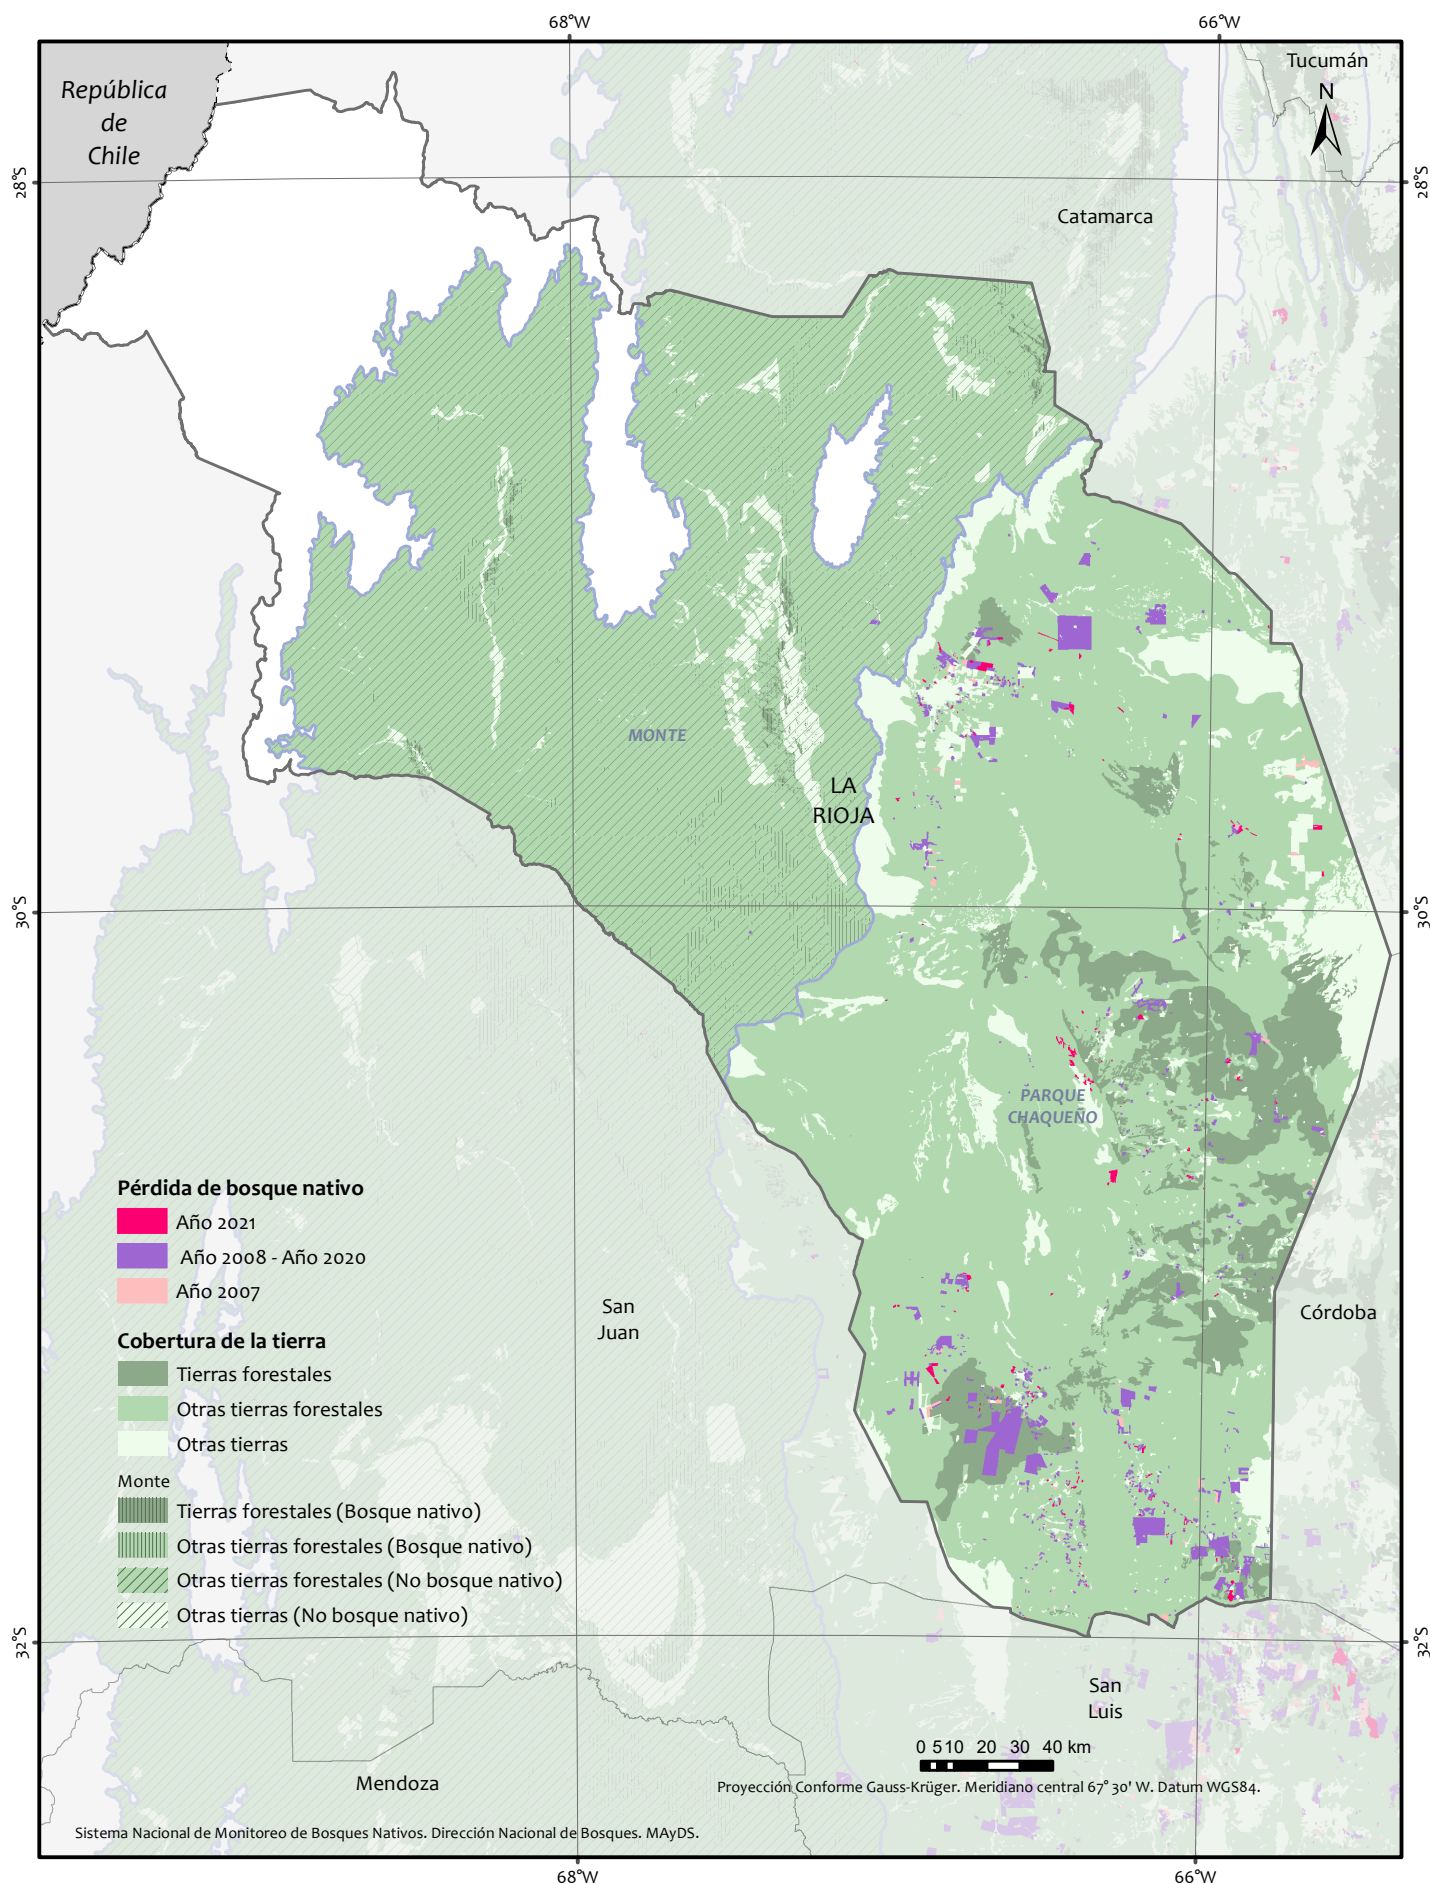 68°W
66°W
Tucumán
N
República
de
Chile
28°S
28°S
Catamarca
MONTE
LA
RIOJA
30°S
30°S
PARQUE
CHAQUEÑO
Pérdida de bosque nativo
Año 2021
Año 2008 - Año 2020
Año 2007
San
Juan
Córdoba
Cobertura de la tierra
Tierras forestales
Otras tierras forestales
Otras tierras
Monte
Tierras forestales (Bosque nativo)
Otras tierras forestales (Bosque nativo)
Otras tierras forestales (No bosque nativo)
Otras tierras (No bosque nativo)
32°S
32°S
San
Luis
0 5 10 20 30 40 km
Mendoza
Proyección Conforme Gauss-Krüger. Meridiano central 67° 30' W. Datum WGS84.
Sistema Nacional de Monitoreo de Bosques Nativos. Dirección Nacional de Bosques. MAyDS.
68°W
66°W